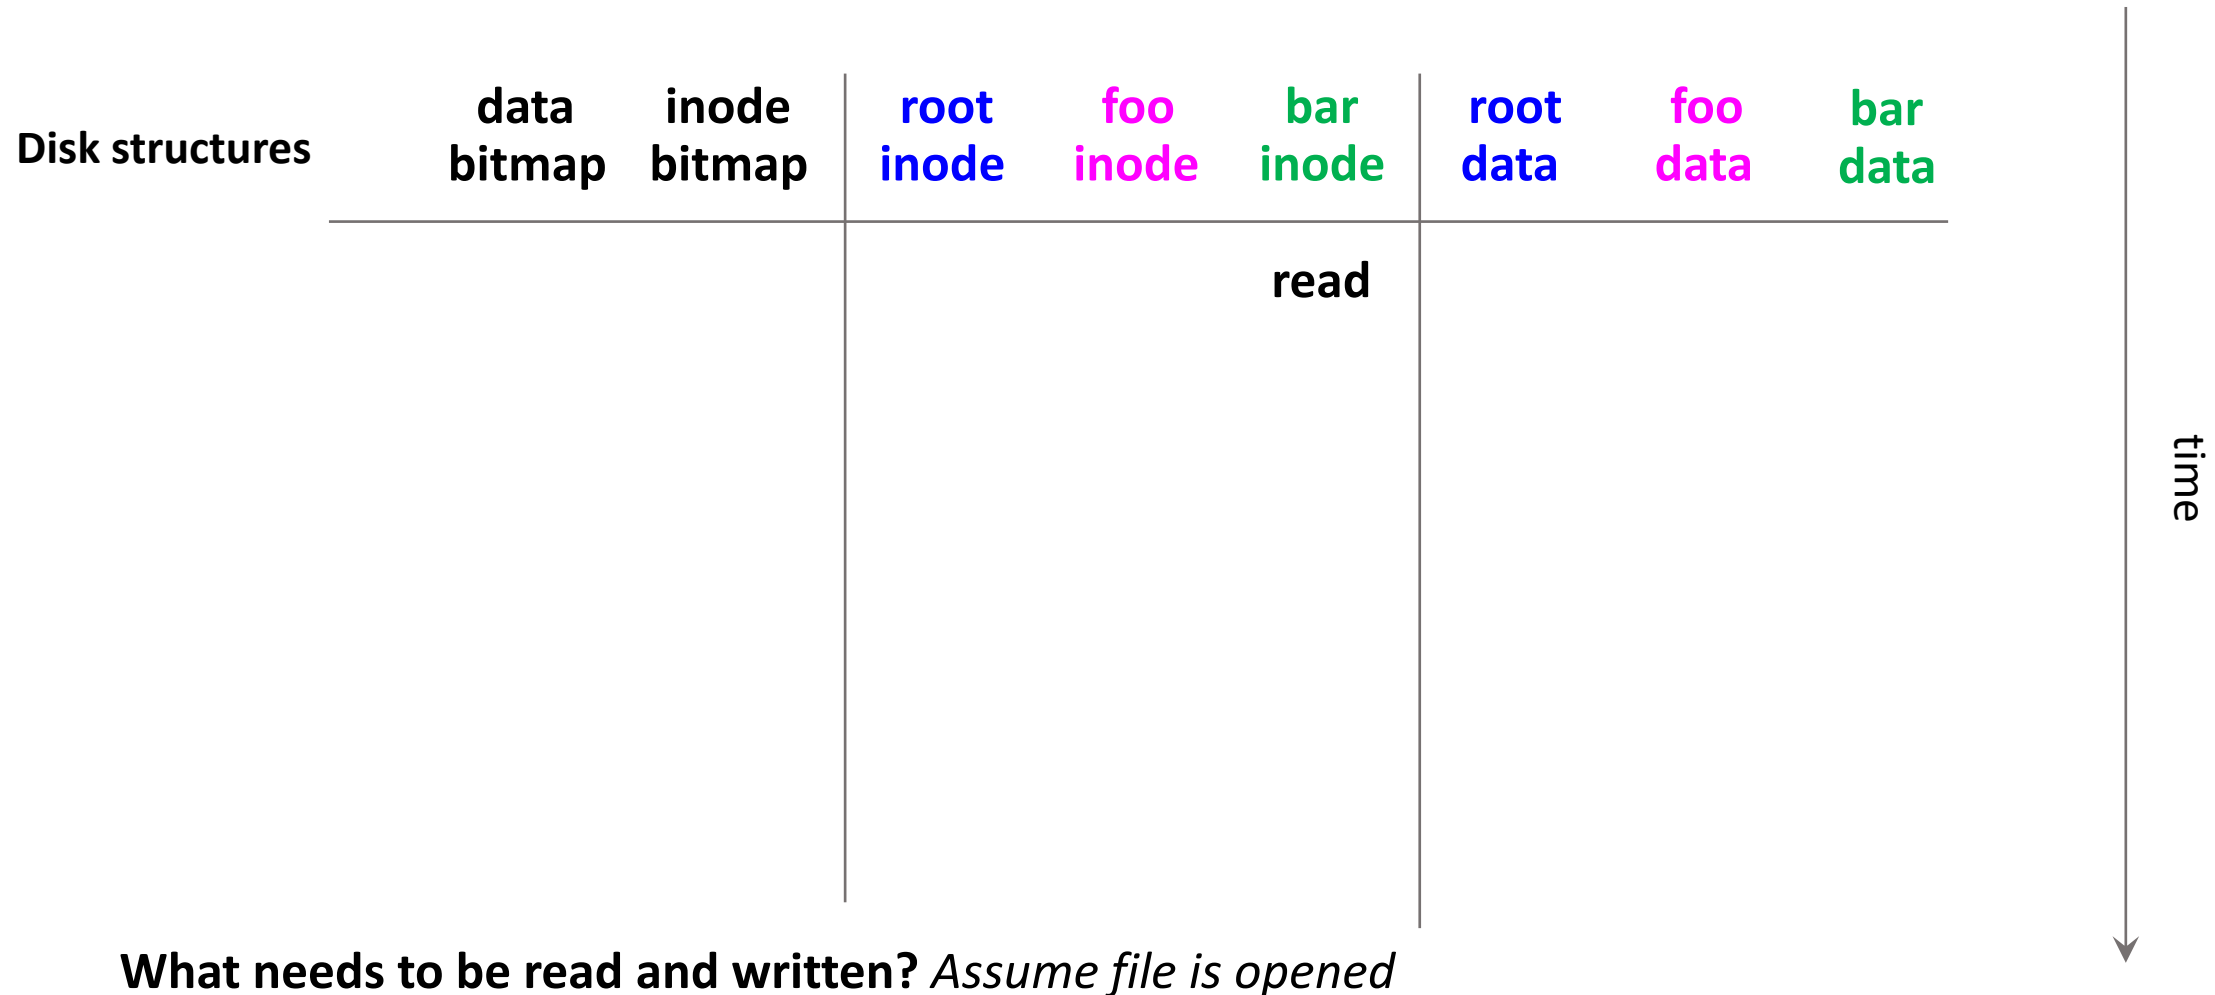 Disk structures
data bitmap
inode bitmap
root inode
foo inode
bar inode
root data
foo data
bar data
read
time
What needs to be read and written? Assume file is opened